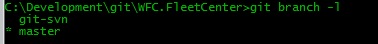 C:\Development\git\WFC.FleetCenter>git branch -l
  git-svn
* master